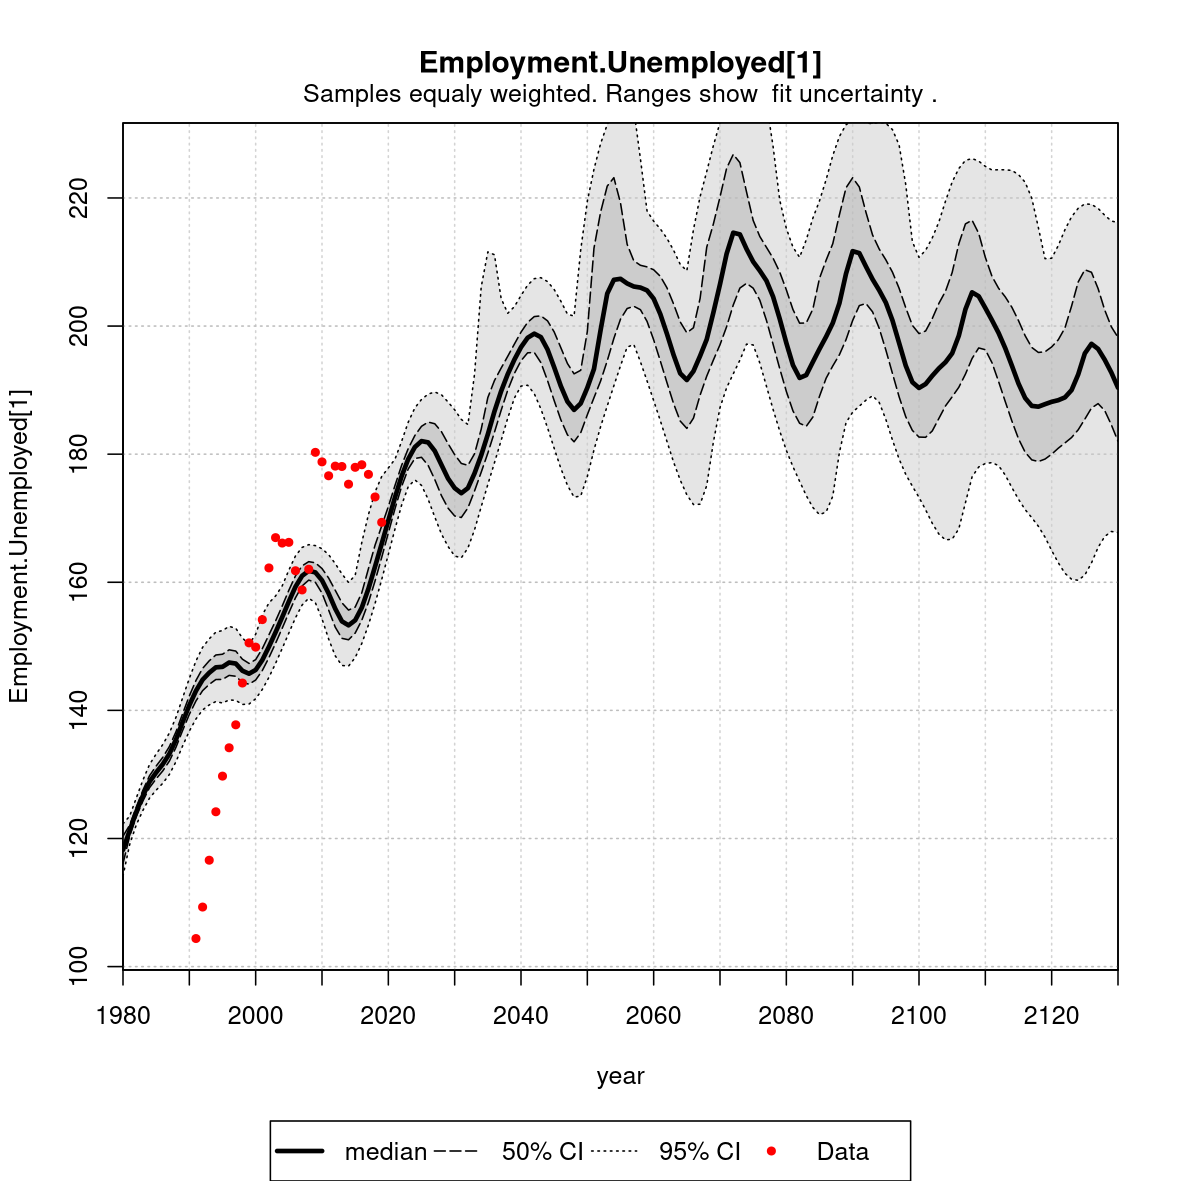 Employment.Unemployed[1]
Samples equaly weighted. Ranges show  fit uncertainty .
Employment.Unemployed[1]
220
200
180
160
140
120
100
1980 2000 2020 2040 2060 2080 2100 2120
year
median 50% CI 95% CI Data